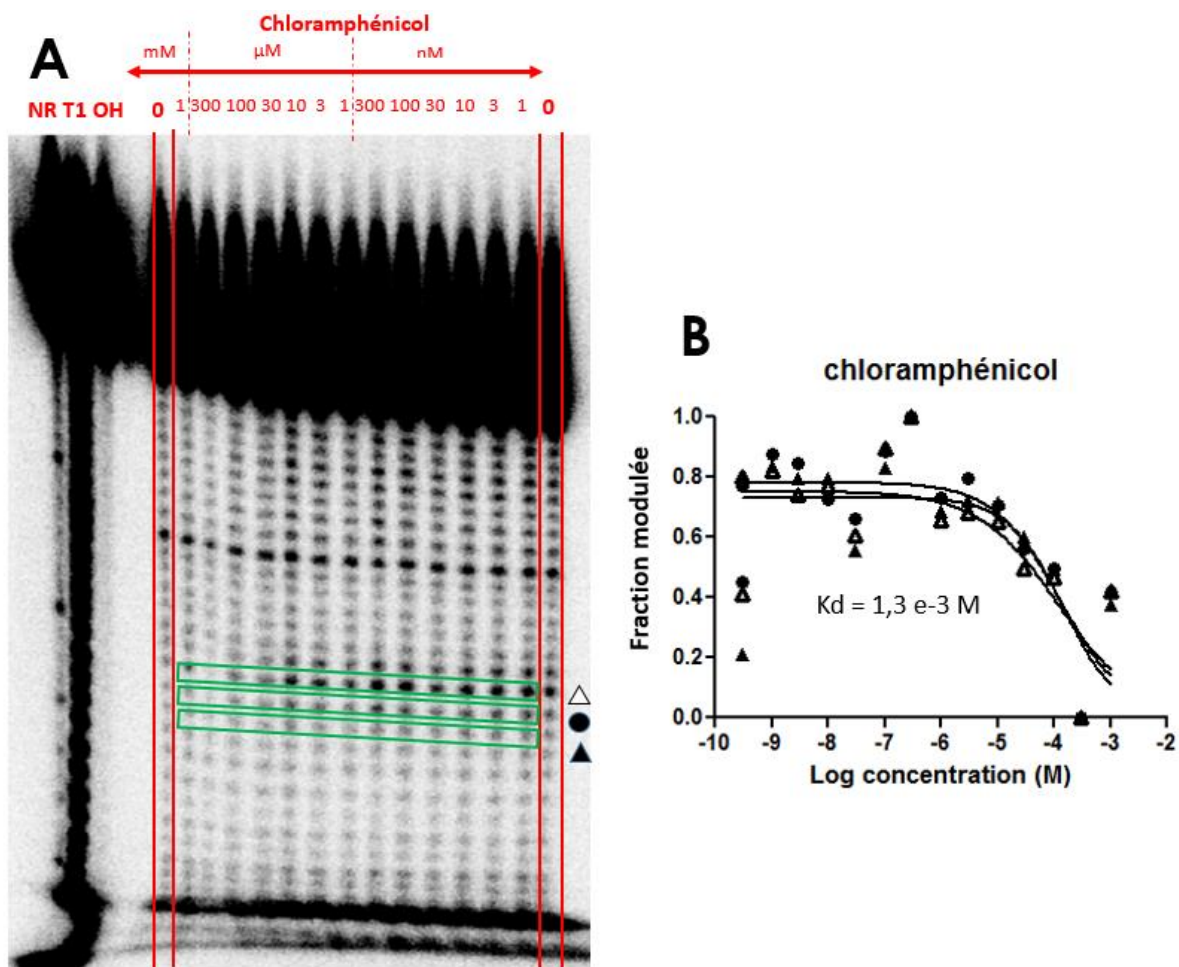 A
Chloramphénicol
mM µM nM
NR T1 OH 0 1 300 100 30 10 3 1 300 100 30 10 3 1 0
B
chloramphénicol
1.0
0.8
0.6
0.4
0.2
0.0
Fraction modulée
Kd = 1,3 e-3 M
-10 -9 -8 -7 -6 -5 -4 -3 -2
Log concentration (M)